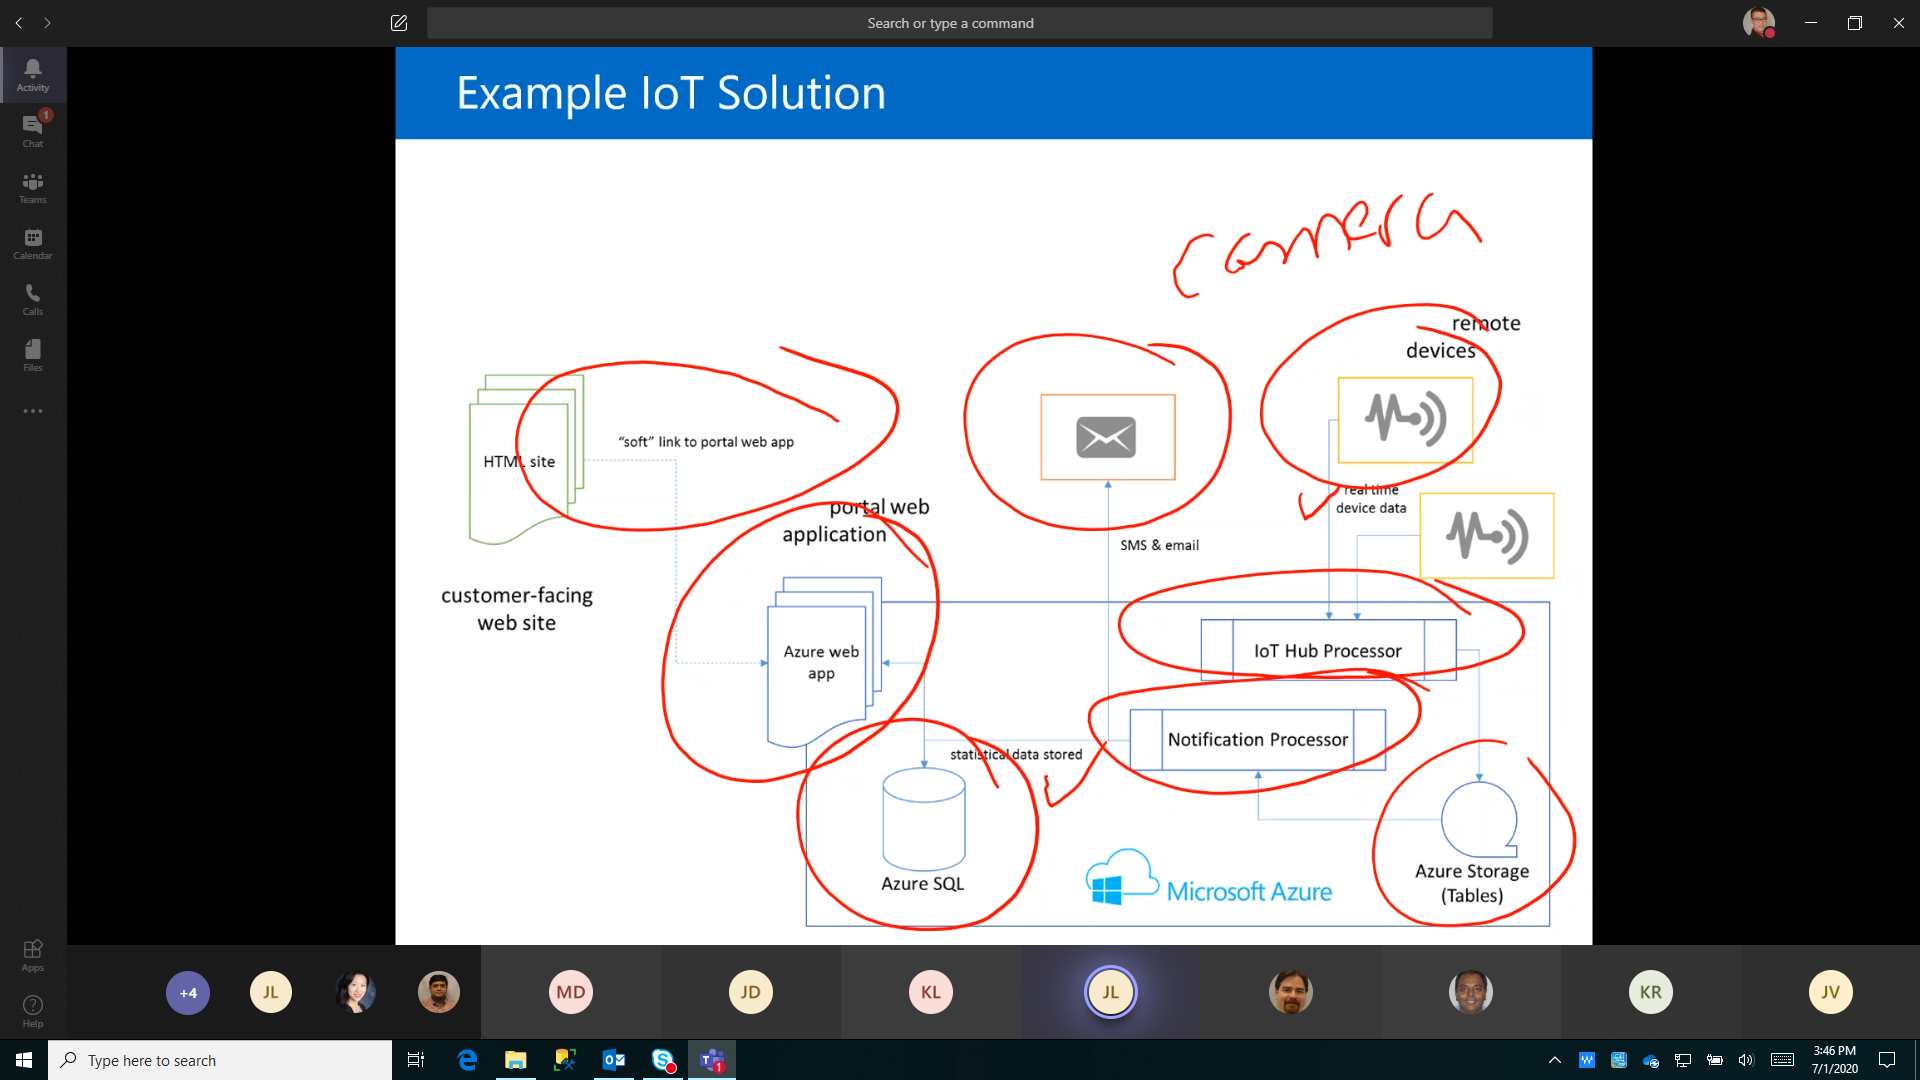 Search or type a command
Activity
1
Chat
Teams
Calendar
Calls
Files
Apps
Help
Example IoT Solution
camera
remote
devices
HTML site
"soft" link to portal web app
real time
device data
portal web
application
SMS & email
customer-facing
web site
Azure web
app
IoT Hub Processor
Notification Processor
statistical data stored
Azure SQL
Microsoft Azure
Azure Storage
(Tables)
+4
JL
MD
JD
KL
JL
KR
JV
Type here to search
1
3:46 PM
7/1/2020